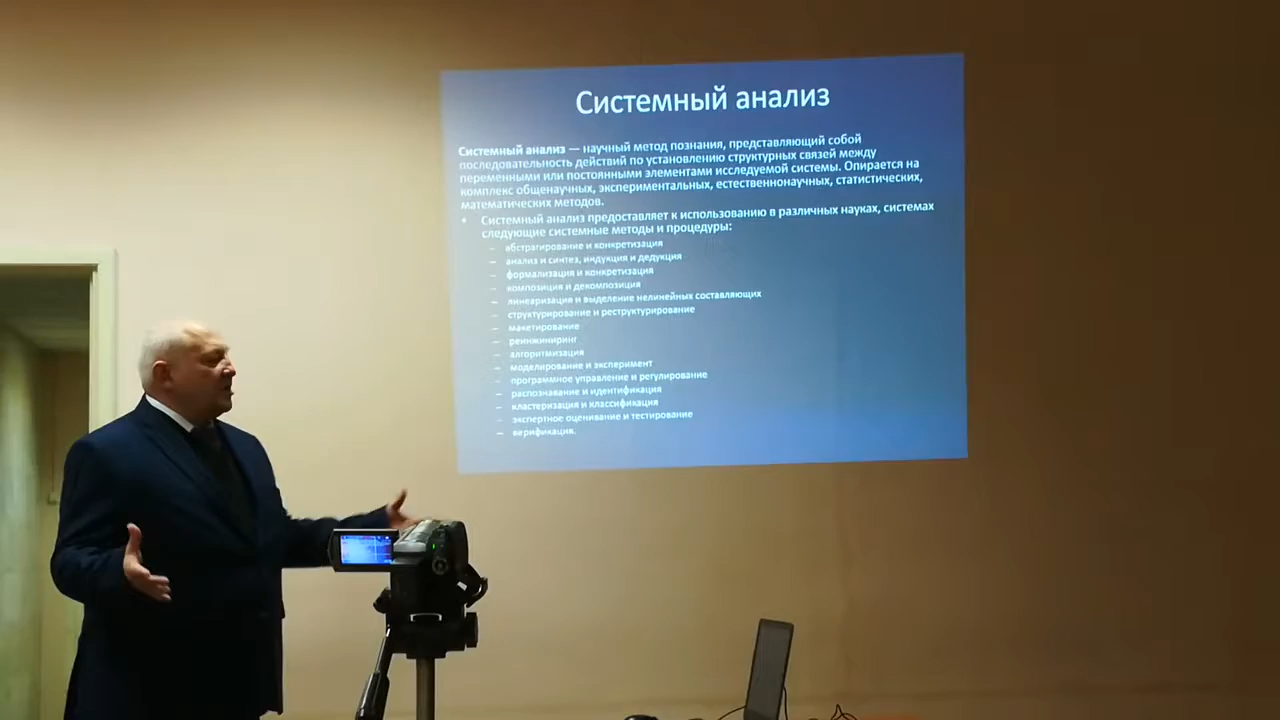 Системный анализ
Системный анализ — научный метод познания, представляющий собой
последовательность действий по установлению структурных связей между
переменными или постоянными элементами исследуемой системы. Опирается на
комплекс общенаучных, экспериментальных, естественнонаучных, статистических,
математических методов.
• Системный анализ предоставляет к использованию в различных науках, системах
следующие системные методы и процедуры:
– абстрагирование и конкретизация
– анализ и синтез, индукция и дедукция
– формализация и конкретизация
– композиция и декомпозиция
– линеаризация и выделение нелинейных составляющих
– структурирование и реструктурирование
– макетирование
– реинжиниринг
– алгоритмизация
– моделирование и эксперимент
– программное управление и регулирование
– распознавание и идентификация
– кластеризация и классификация
– экспертное оценивание и тестирование
– верификация.